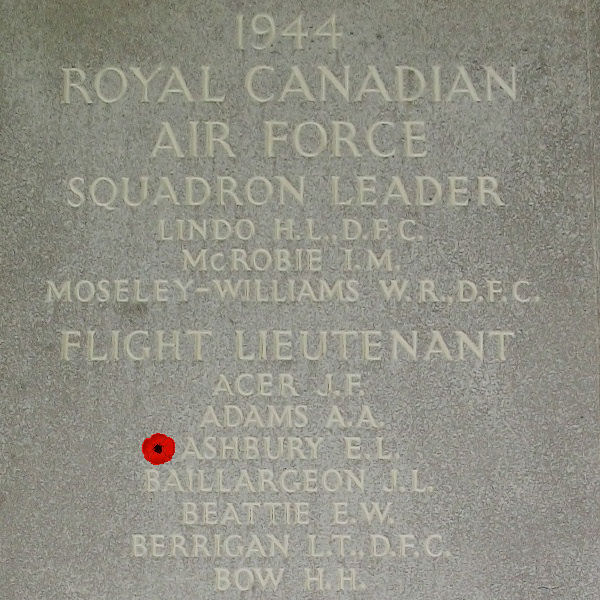 1944
ROYAL CANADIAN
AIR FORCE
SQUADRON LEADER
LINDO H.L., D.F.C.
McROBIE I.M.
MOSELEY-WILLIAMS W.R., D.F.C.
FLIGHT LIEUTENANT
ACER J.F.
ADAMS A.A.
ASHBURY E.L.
BAILLARGEON J.L.
BEATTIE E.W.
BERRIGAN L.T., D.F.C.
BOW H.H.